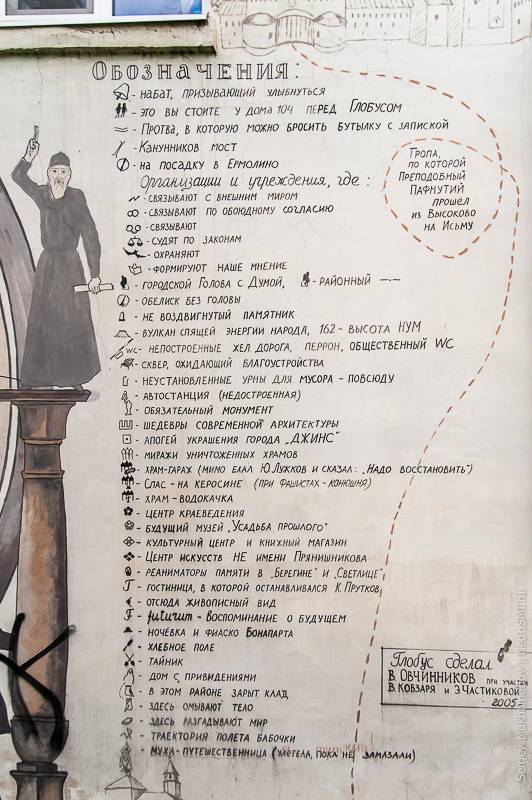 Обозначения:
- набат, призывающий улыбнуться
- это вы стоите у дома 104 перед Глобусом
- Протва, в которую можно бросить бутылку с запиской
- Канунников мост
- на посадку в Ермолино
Организации и учреждения, где:
- связывают с внешним миром
- связывают по обоюдному согласию
- связывают
- судят по законам
- охраняют
- формируют наше мнение
- городской Голова с Думой, - районный —·—
- обелиск без головы
- не воздвигнутый памятник
- вулкан спящей энергии народа, 162 - высота НУМ
WC - непостроенные жел. дорога, перрон, общественный WC
- сквер, ожидающий благоустройства
- неустановленные урны для мусора - повсюду
- автостанция (недостроенная)
- обязательный монумент
- шедевры современной архитектуры
- апогей украшения города „ДЖИНС"
- миражи уничтоженных храмов
- храм-гараж (мимо ехал Ю.Лужков и сказал: „Надо восстановить")
- Спас - на керосине (при фашистах - конюшня)
- храм - водокачка
- центр краеведения
- будущий музей „Усадьба прошлого"
- культурный центр и книжный магазин
- Центр искусств НЕ имени Прянишникова
- реаниматоры памяти в „Берегине" и „Светлице"
- гостиница, в которой останавливался К.Прутков
- отсюда живописный вид
F - futurum - воспоминание о будущем
- ночёвка и фиаско Бонапарта
- хлебное поле
- тайник
- дом с привидениями
- в этом районе зарыт клад
- здесь омывают тело
- здесь разгадывают мир
- траектория полета бабочки
- муха-путешественница (улетела, пока не замазали)
Тропа,
по которой
Преподобный
Пафнутий
прошел
из Высоково
на Исьму
Глобус сделал
В.Овчинников при участии
В.Кобзаря и Э.Частиковой
2005